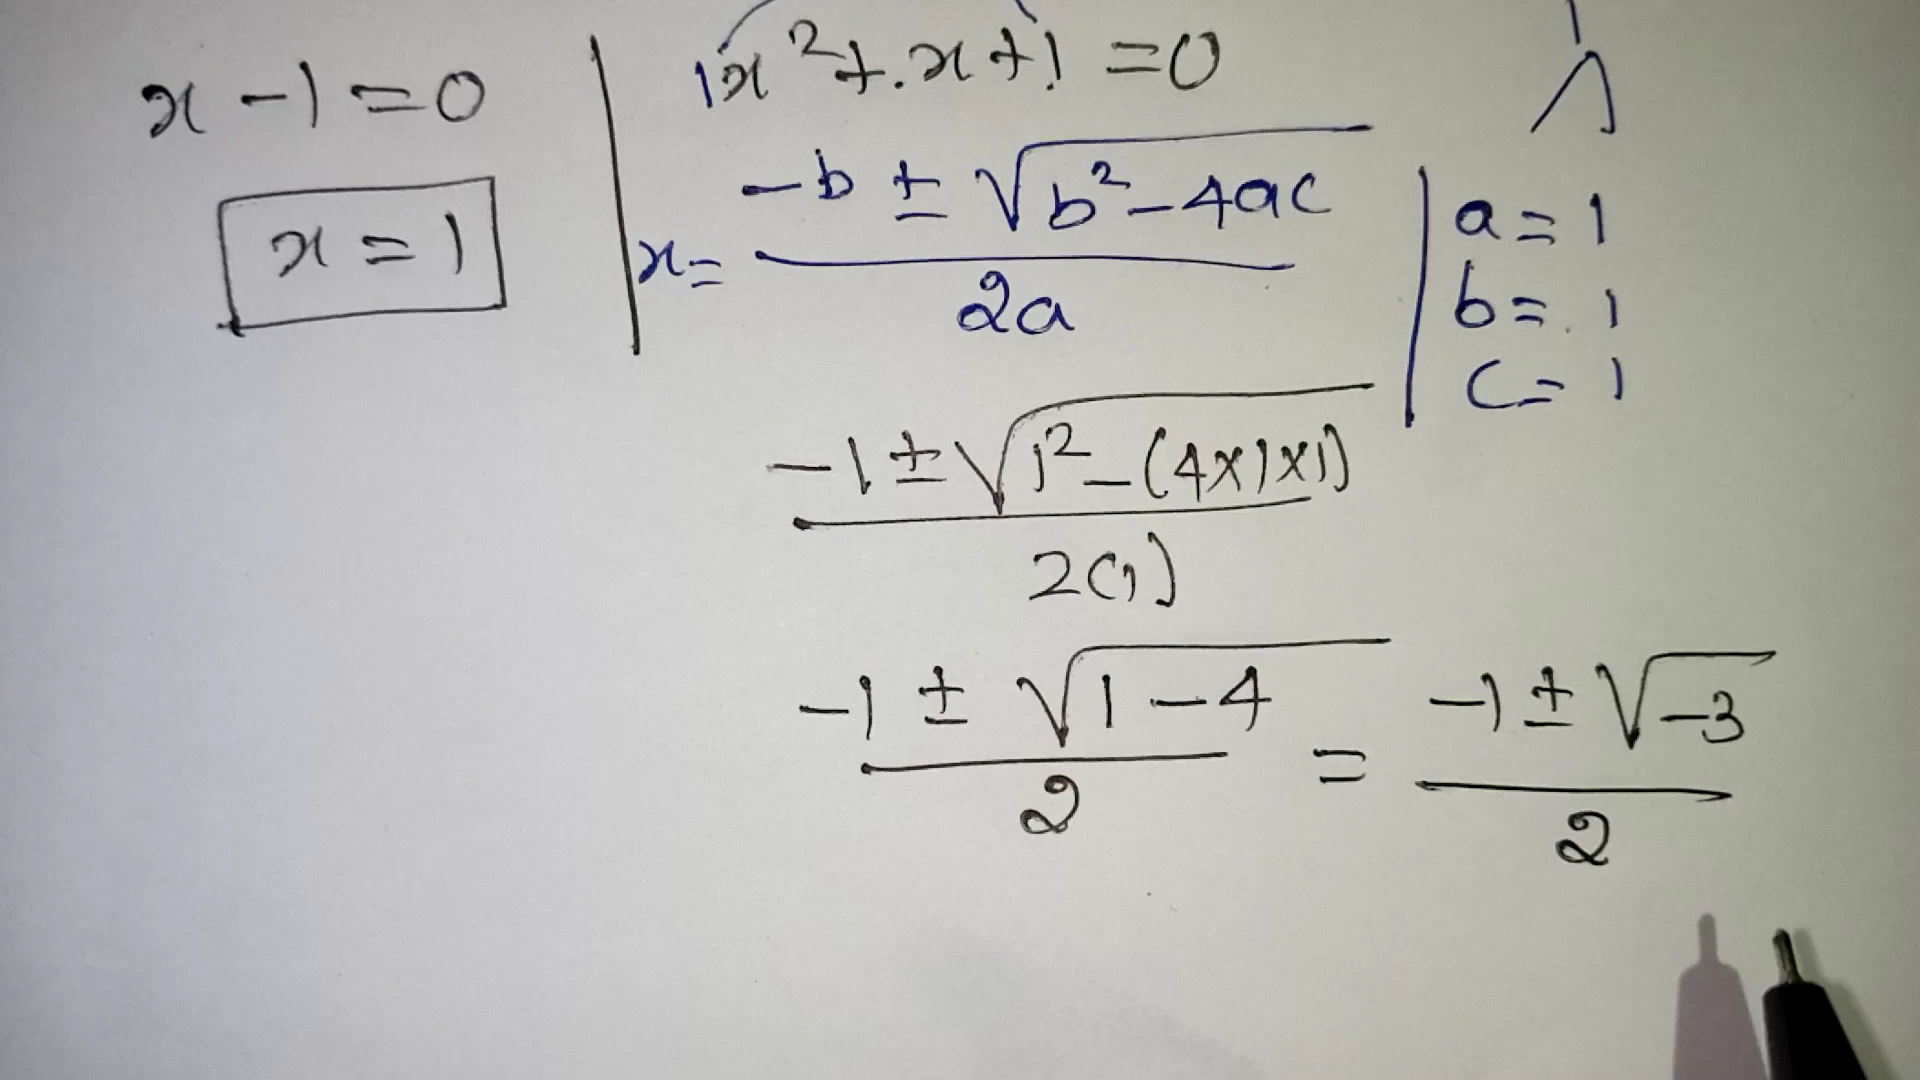 x - 1 = 0
x = 1
1x² + x + 1 = 0
x = (-b ± √(b² - 4ac)) / 2a
a = 1
b = 1
c = 1
(-1 ± √(1² - (4×1×1))) / 2(1)
(-1 ± √(1 - 4)) / 2 = (-1 ± √-3) / 2